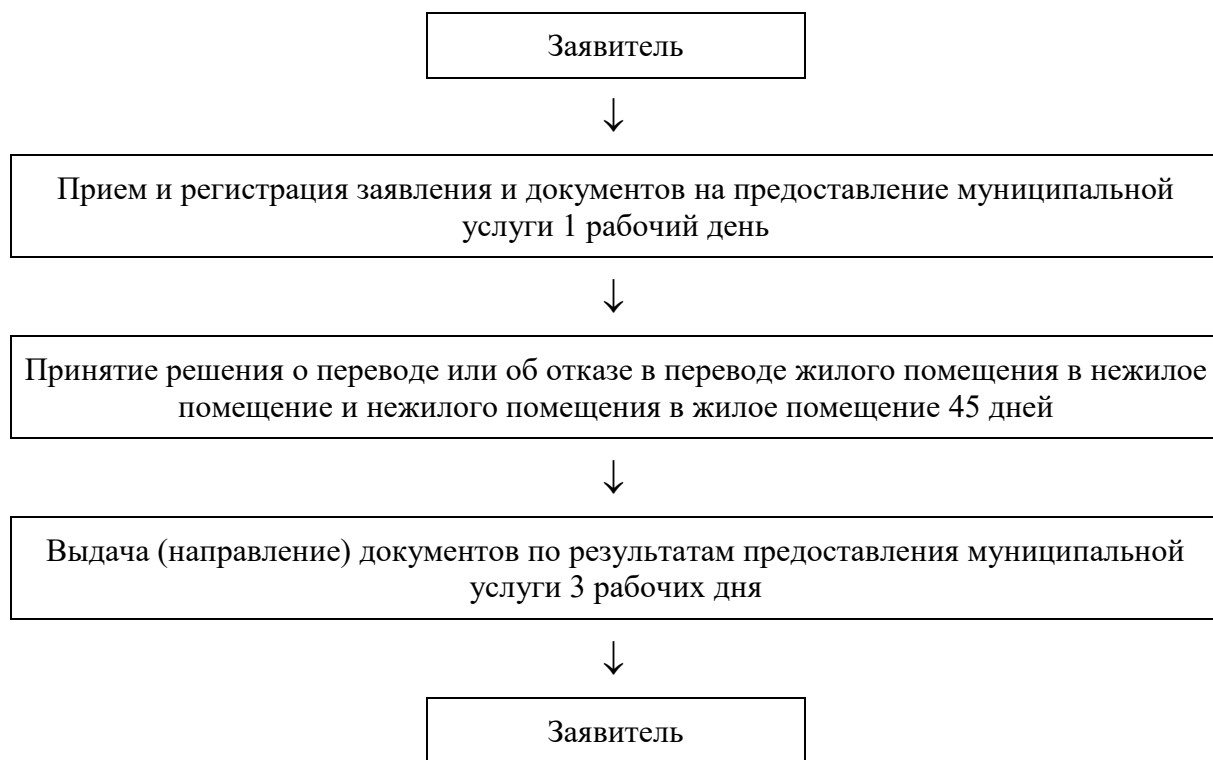 Заявитель
↓
Прием и регистрация заявления и документов на предоставление муниципальной
услуги 1 рабочий день
↓
Принятие решения о переводе или об отказе в переводе жилого помещения в нежилое
помещение и нежилого помещения в жилое помещение 45 дней
↓
Выдача (направление) документов по результатам предоставления муниципальной
услуги 3 рабочих дня
↓
Заявитель